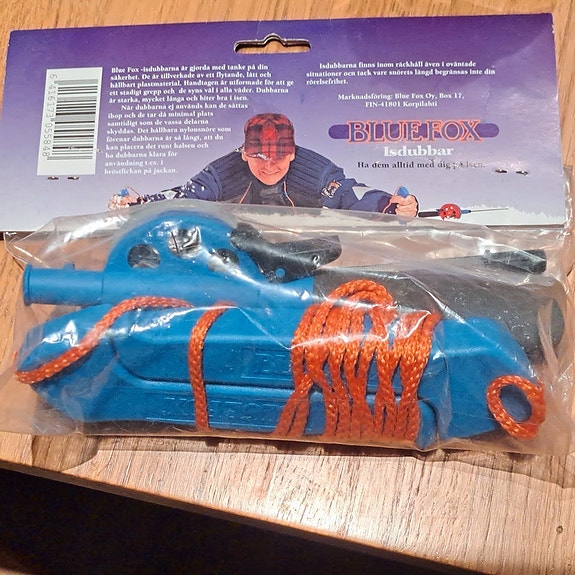 Blue Fox -isdubbarna är gjorda med tanke på din
säkerhet. De är tillverkade av ett flytande, lätt och
hållbart plastmaterial. Handtagen är utformade för att ge
ett stadigt grepp och de syns väl i alla väder. Dubbarna
är starka, mycket långa och biter bra i isen.
När dubbarna ej används kan de sättas
ihop och de tar då minimal plats
samtidigt som de vassa delarna
skyddas. Det hållbara nylonsnöre som
förenar dubbarna är så långt, att du
kan placera det runt halsen och
ha dubbarna klara för
användning t.ex. i
bröstfickan på jackan.
6 416173 055848
Isdubbarna finns inom räckhåll även i oväntade
situationer och tack vare snörets längd begränsas inte din
rörelsefrihet.
Marknadsföring: Blue Fox Oy, Box 17,
FIN-41801 Korpilahti
BLUE FOX
Isdubbar
Ha dem alltid med dig på isen.